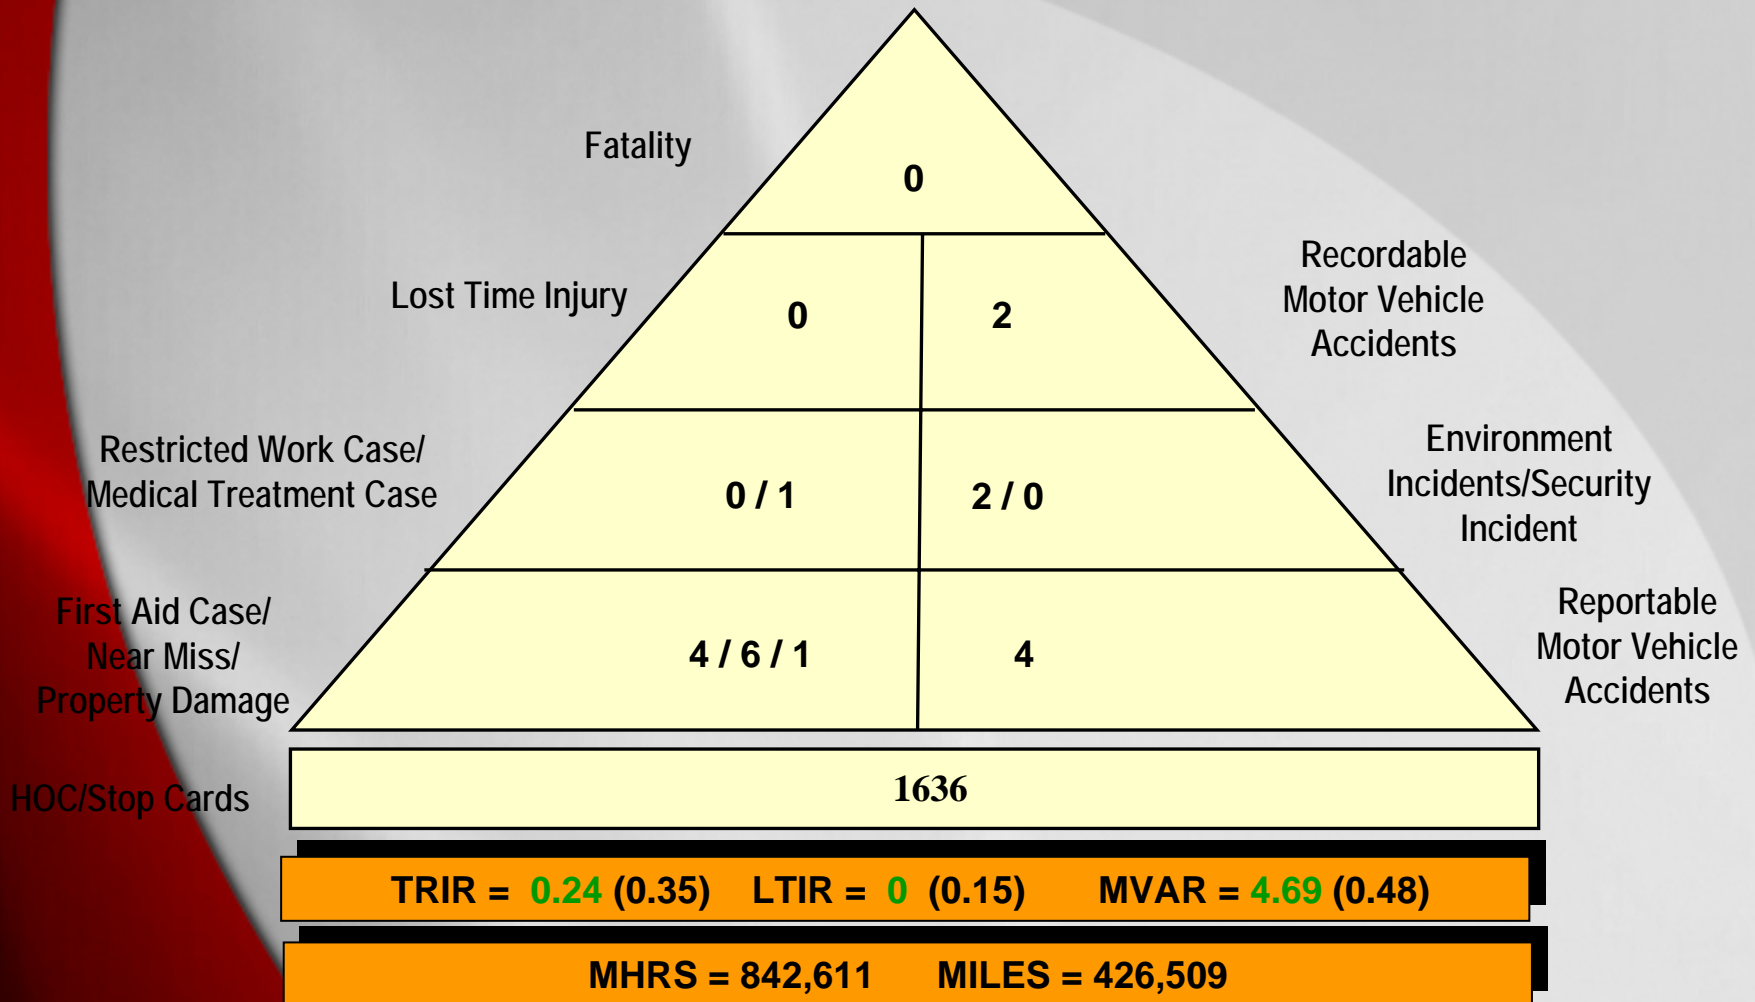 Fatality
0
Lost Time Injury
0
2
Recordable
Motor Vehicle
Accidents
Restricted Work Case/
Medical Treatment Case
0 / 1
2 / 0
Environment
Incidents/Security
Incident
First Aid Case/
Near Miss/
Property Damage
4 / 6 / 1
4
Reportable
Motor Vehicle
Accidents
HOC/Stop Cards
1636
TRIR = 0.24 (0.35) LTIR = 0 (0.15) MVAR = 4.69 (0.48)
MHRS = 842,611 MILES = 426,509